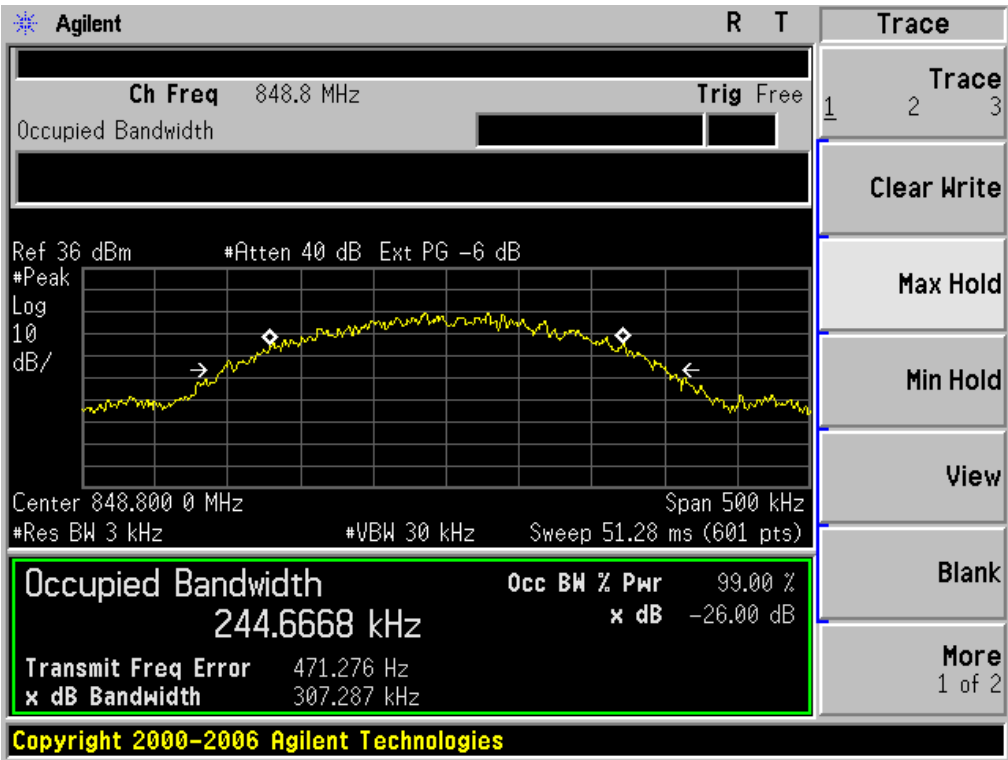 Agilent R T
Ch Freq 848.8 MHz Trig Free
Occupied Bandwidth
Ref 36 dBm #Atten 40 dB Ext PG -6 dB
#Peak
Log
10
dB/
Center 848.800 0 MHz Span 500 kHz
#Res BW 3 kHz #VBW 30 kHz Sweep 51.28 ms (601 pts)
Occupied Bandwidth
244.6668 kHz
Occ BW % Pwr 99.00 %
x dB -26.00 dB
Transmit Freq Error 471.276 Hz
x dB Bandwidth 307.287 kHz
Copyright 2000-2006 Agilent Technologies
Trace
Trace
1 2 3
Clear Write
Max Hold
Min Hold
View
Blank
More
1 of 2